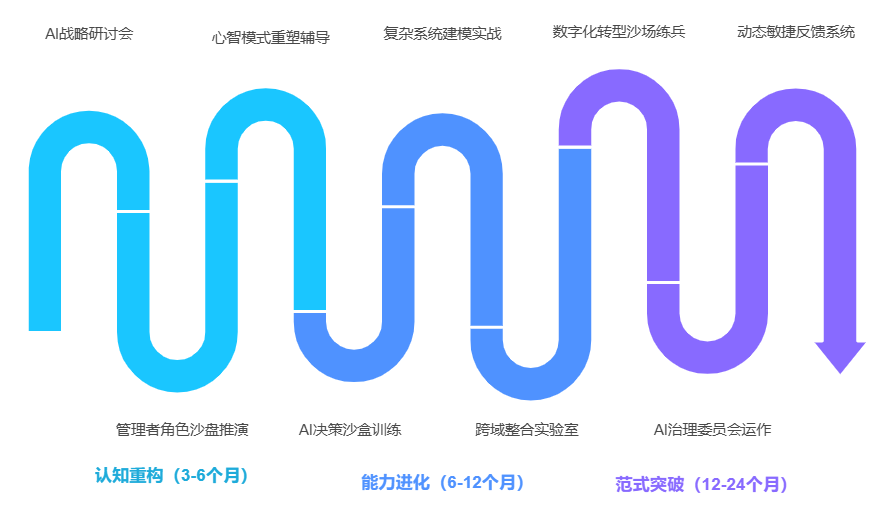 AI战略研讨会
心智模式重塑辅导
复杂系统建模实战
数字化转型沙场练兵
动态敏捷反馈系统
管理者角色沙盘推演
AI决策沙盒训练
跨域整合实验室
AI治理委员会运作
认知重构（3-6个月）
能力进化（6-12个月）
范式突破（12-24个月）